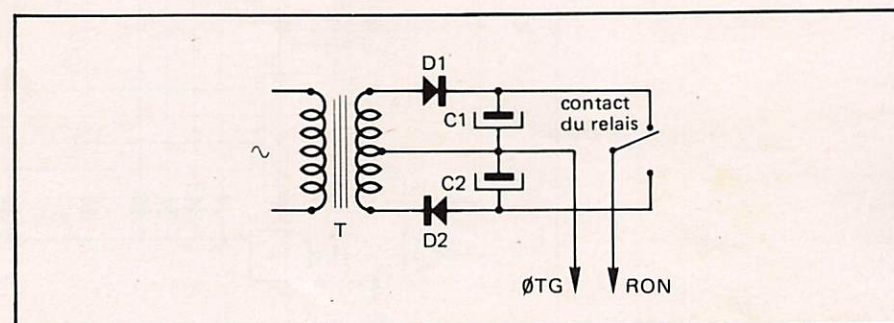 D1
C1
contact
du relais
~
C2
T
D2
ØTG
RON